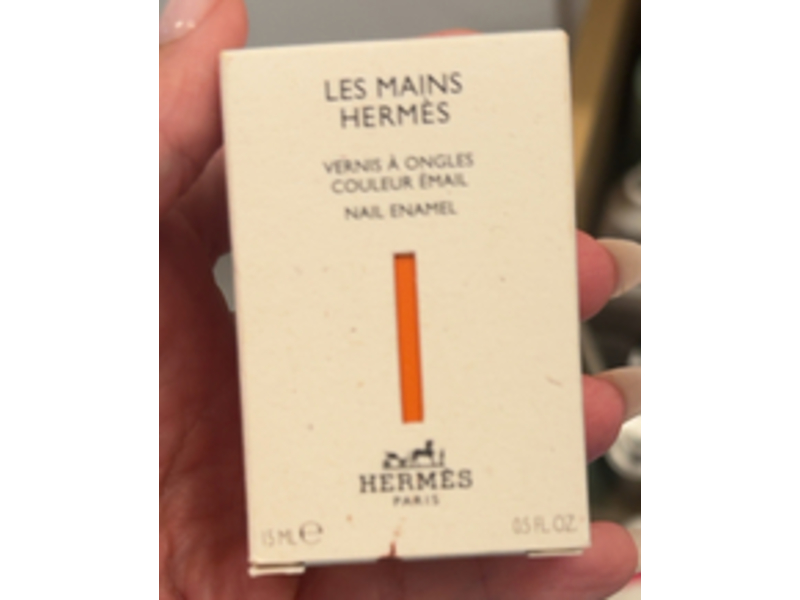 LES MAINS
HERMÈS
VERNIS À ONGLES
COULEUR ÉMAIL
NAIL ENAMEL
HERMÈS
PARIS
15 ML ℮
0.5 FL. OZ.